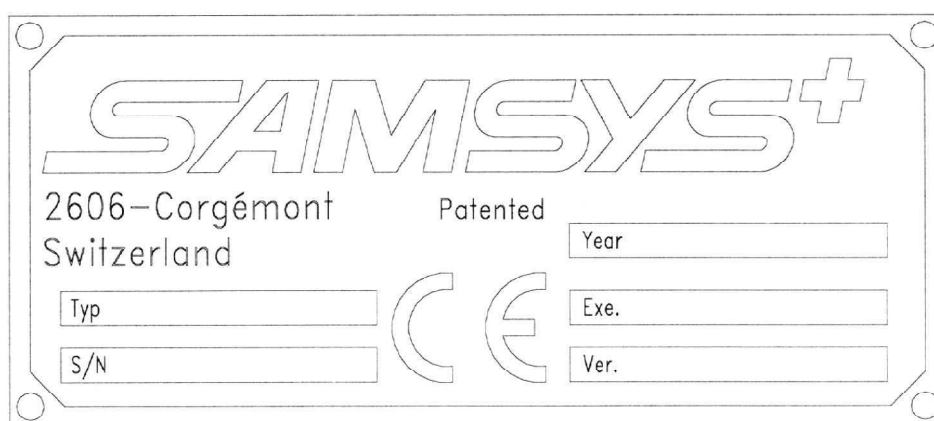 SAMSYS+
2606-Corgémont Patented
Switzerland
Year
Typ
Exe.
S/N
Ver.
CE